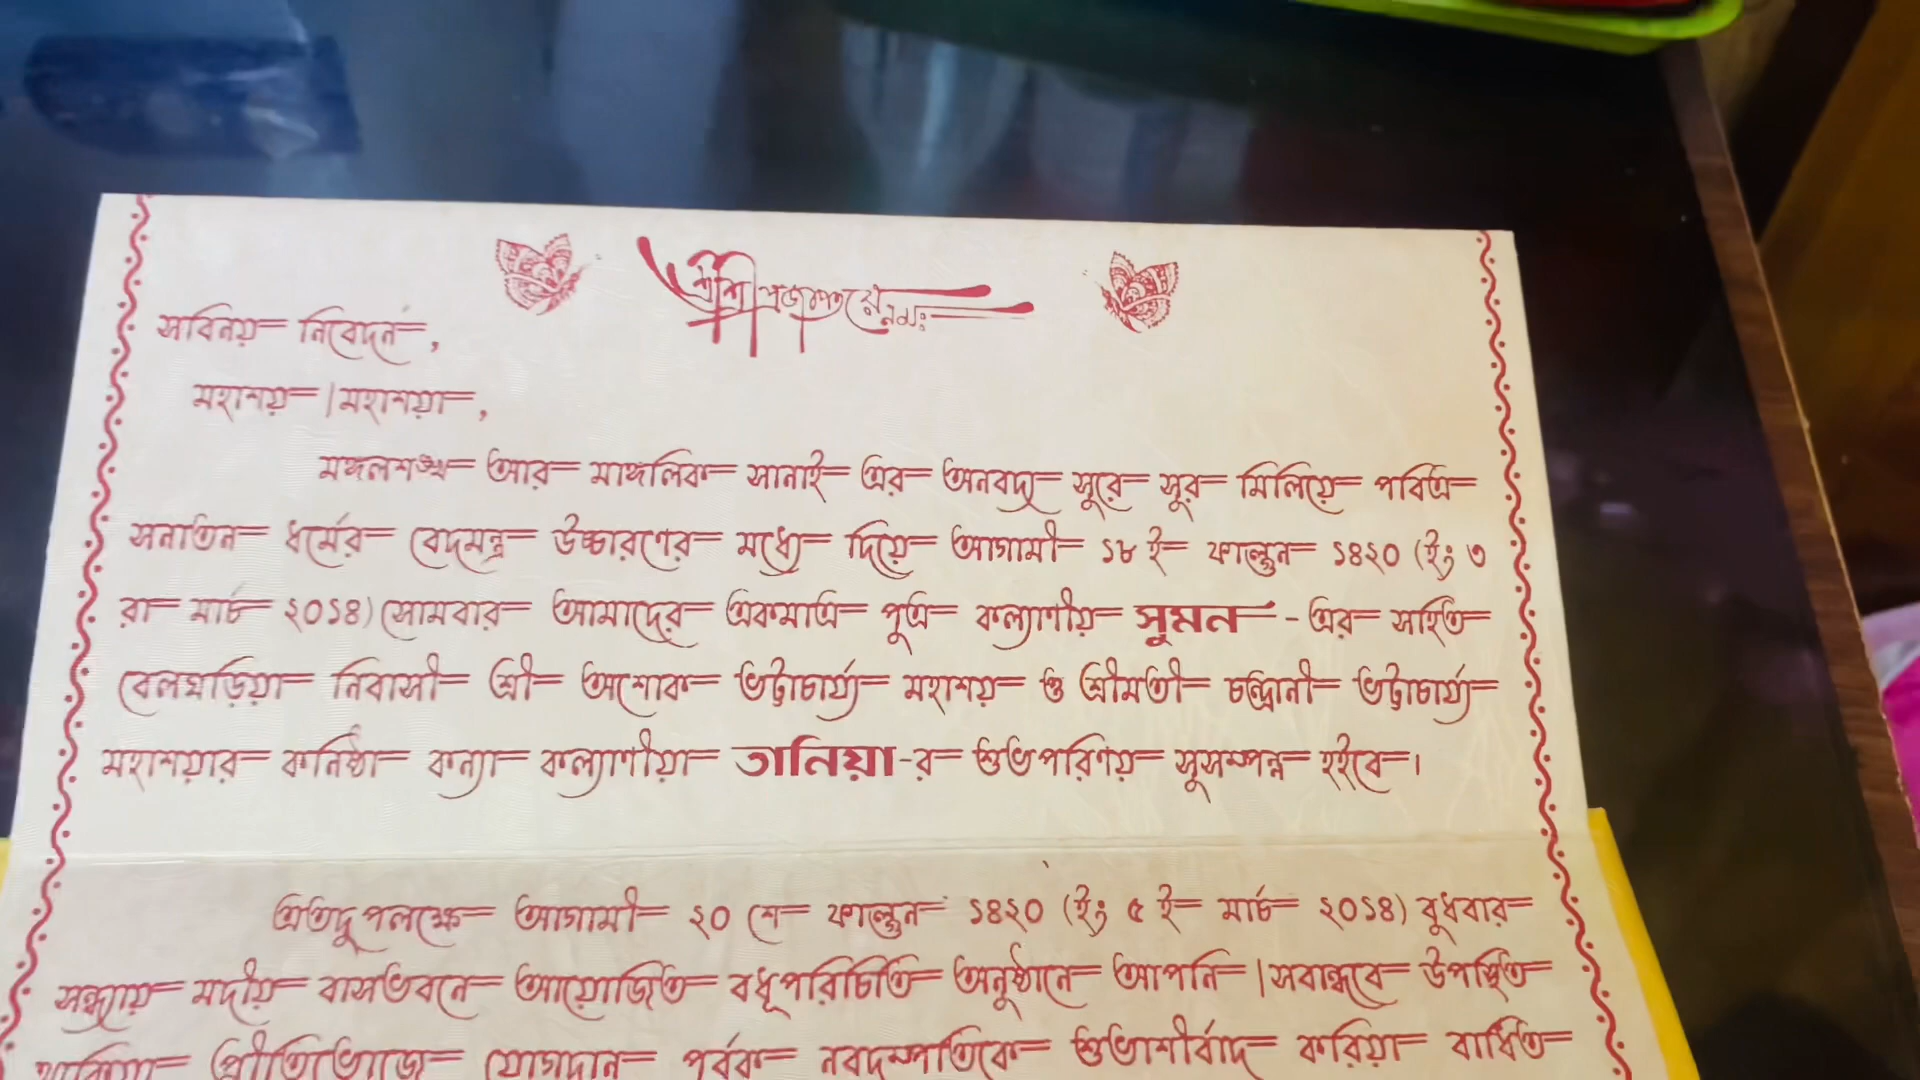 শ্রীশ্রী প্রজাপতয়ে নমঃ
সবিনয় নিবেদন,
মহাশয় / মহাশয়া,
মঙ্গলশঙ্খ আর মাঙ্গলিক সানাই এর অনবদ্য সুরে সুর মিলিয়ে পবিত্র
সনাতন ধর্মের বেদমন্ত্র উচ্চারণের মধ্যে দিয়ে আগামী ১৮ ই ফাল্গুন ১৪২০ (ইং ৩
রা মার্চ ২০১৪) সোমবার আমাদের একমাত্র পুত্র কল্যাণীয় সুমন -এর সহিত
বেলঘড়িয়া নিবাসী শ্রী অশোক ভট্টাচার্য্য মহাশয় ও শ্রীমতী চন্দ্রানী ভট্টাচার্য্য
মহাশয়ার কনিষ্ঠা কন্যা কল্যাণীয়া তানিয়া-র শুভপরিণয় সুসম্পন্ন হইবে।
এতদুপলক্ষে আগামী ২০ শে ফাল্গুন ১৪২০ (ইং ৫ ই মার্চ ২০১৪) বুধবার
সন্ধ্যায় মদীয় বাসভবনে আয়োজিত বধূপরিচিতি অনুষ্ঠানে আপনি / সবান্ধবে উপস্থিত
থাকিয়া প্রীতিভোজে যোগদান পূর্বক নবদম্পতিকে শুভাশীর্বাদ করিয়া বাধিত